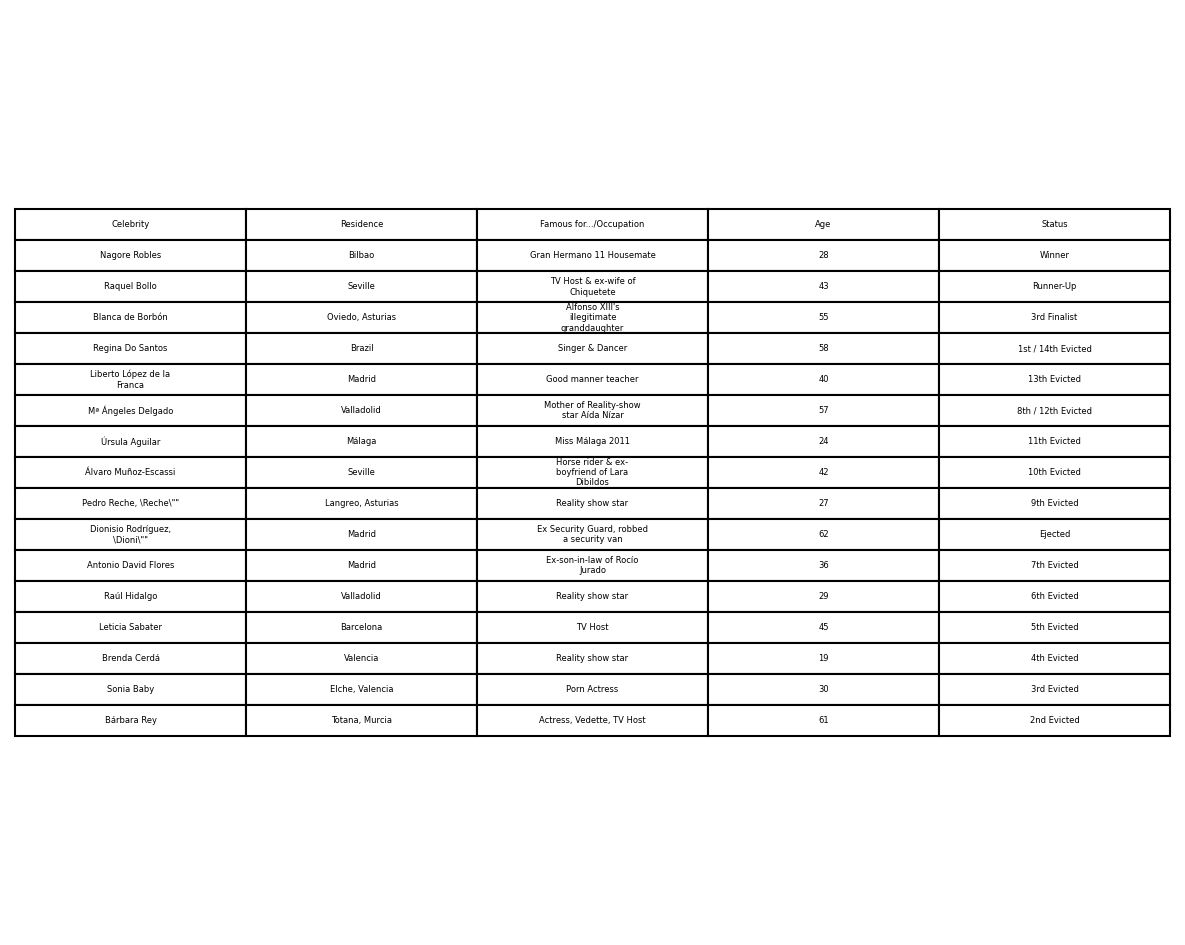 Celebrity Residence Famous for.../Occupation Age Status
Nagore Robles Bilbao Gran Hermano 11 Housemate 28 Winner
Raquel Bollo Seville TV Host & ex-wife of
Chiquetete 43 Runner-Up
Blanca de Borbón Oviedo, Asturias Alfonso XIII's
illegitimate
granddaughter 55 3rd Finalist
Regina Do Santos Brazil Singer & Dancer 58 1st / 14th Evicted
Liberto López de la
Franca Madrid Good manner teacher 40 13th Evicted
Mª Ángeles Delgado Valladolid Mother of Reality-show
star Aída Nízar 57 8th / 12th Evicted
Úrsula Aguilar Málaga Miss Málaga 2011 24 11th Evicted
Álvaro Muñoz-Escassi Seville Horse rider & ex-
boyfriend of Lara
Dibildos 42 10th Evicted
Pedro Reche, \Reche\"" Langreo, Asturias Reality show star 27 9th Evicted
Dionisio Rodríguez,
\Dioni\"" Madrid Ex Security Guard, robbed
a security van 62 Ejected
Antonio David Flores Madrid Ex-son-in-law of Rocío
Jurado 36 7th Evicted
Raúl Hidalgo Valladolid Reality show star 29 6th Evicted
Leticia Sabater Barcelona TV Host 45 5th Evicted
Brenda Cerdá Valencia Reality show star 19 4th Evicted
Sonia Baby Elche, Valencia Porn Actress 30 3rd Evicted
Bárbara Rey Totana, Murcia Actress, Vedette, TV Host 61 2nd Evicted